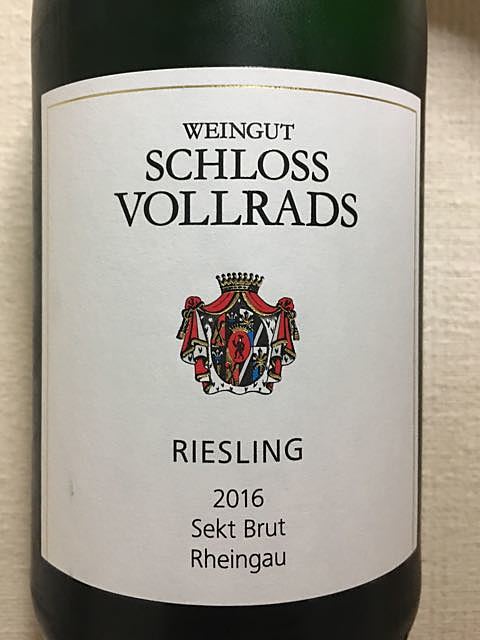 WEINGUT
SCHLOSS
VOLLRADS
RIESLING
2016
Sekt Brut
Rheingau